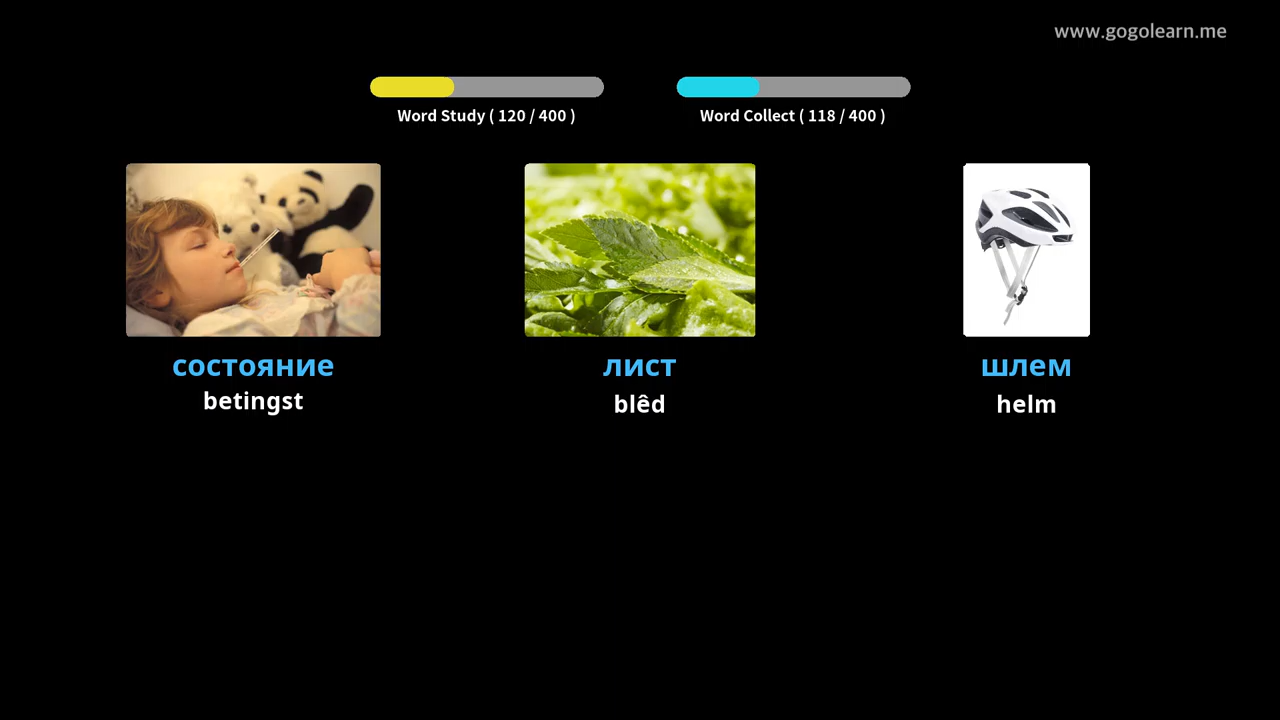 www.gogolearn.me
Word Study ( 120 / 400 )
Word Collect ( 118 / 400 )
состояние
betingst
лист
blêd
шлем
helm